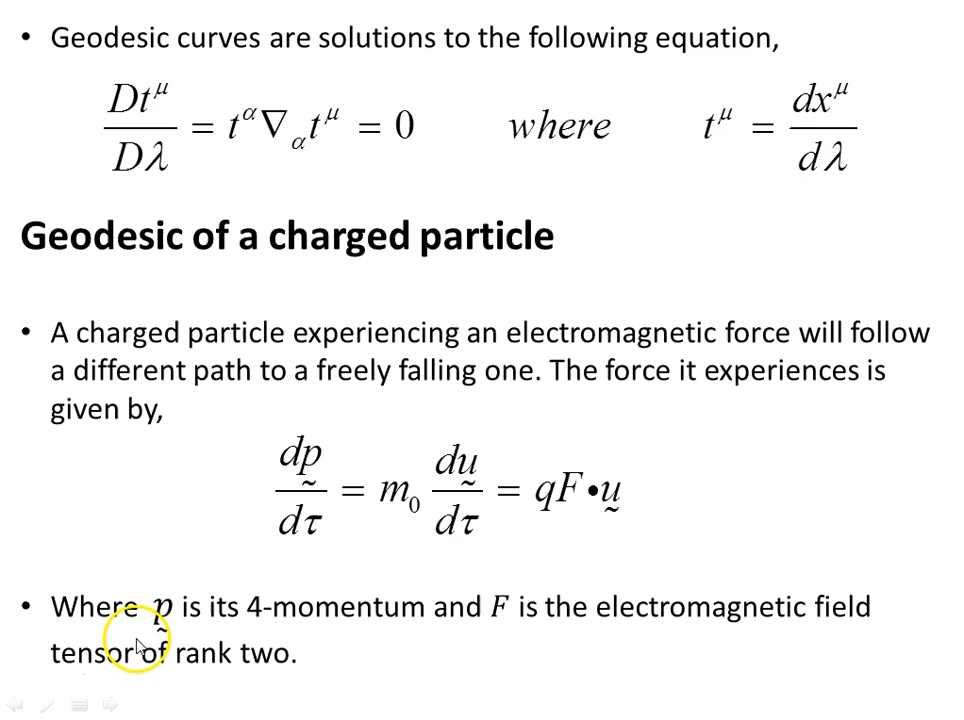 • Geodesic curves are solutions to the following equation,
Dt^μ/Dλ = t^α ∇_α t^μ = 0 where t^μ = dx^μ/dλ
Geodesic of a charged particle
• A charged particle experiencing an electromagnetic force will follow
a different path to a freely falling one. The force it experiences is
given by,
dp̰/dτ = m₀ dṵ/dτ = qF•ṵ
• Where p̰ is its 4-momentum and F is the electromagnetic field
tensor of rank two.